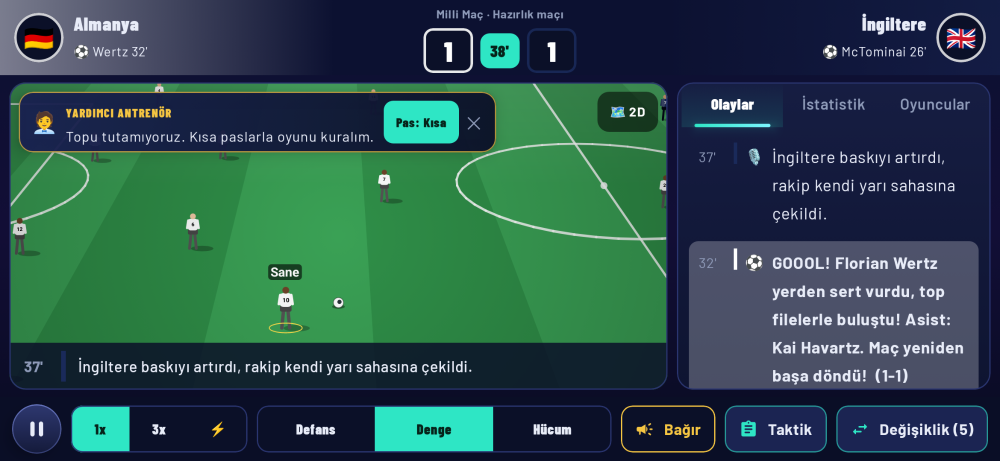 Almanya
⚽ Wertz 32'
Milli Maç · Hazırlık maçı
1
38'
1
İngiltere
⚽ McTominai 26'
YARDIMCI ANTRENÖR
Topu tutamıyoruz. Kısa paslarla oyunu kuralım.
Pas: Kısa
2D
7
6
12
Sane
10
37' İngiltere baskıyı artırdı, rakip kendi yarı sahasına çekildi.
Olaylar
İstatistik
Oyuncular
37' İngiltere baskıyı artırdı,
rakip kendi yarı sahasına
çekildi.
32' GOOOL! Florian Wertz
yerden sert vurdu, top
filelerle buluştu! Asist:
Kai Havartz. Maç yeniden
başa döndü! (1-1)
1x
3x
Defans
Denge
Hücum
Bağır
Taktik
Değişiklik (5)